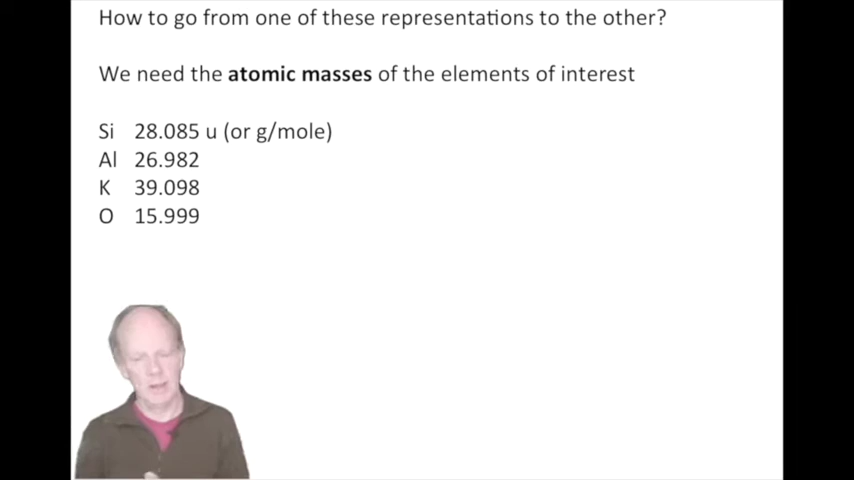 How to go from one of these representations to the other?
We need the atomic masses of the elements of interest
Si 28.085 u (or g/mole)
Al 26.982
K 39.098
O 15.999